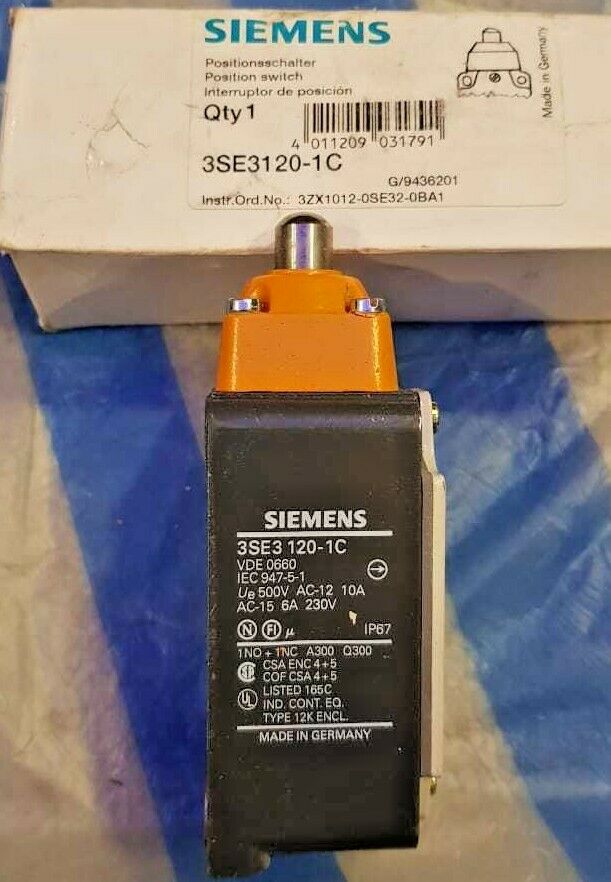 SIEMENS
Positionsschalter
Position switch
Interruptor de posición
Qty 1
4 011209 031791
3SE3120-1C
G/9436201
Instr.Ord.No.: 3ZX1012-0SE32-0BA1
Made in Germany
SIEMENS
3SE3 120-1C
VDE 0660
IEC 947-5-1
Ue 500V AC-12 10A
AC-15 6A 230V
N FI µ IP67
1NO + 1NC A300 Q300
CSA ENC 4+5
COF CSA 4+5
LISTED 165C
UL IND. CONT. EQ.
TYPE 12K ENCL.
MADE IN GERMANY